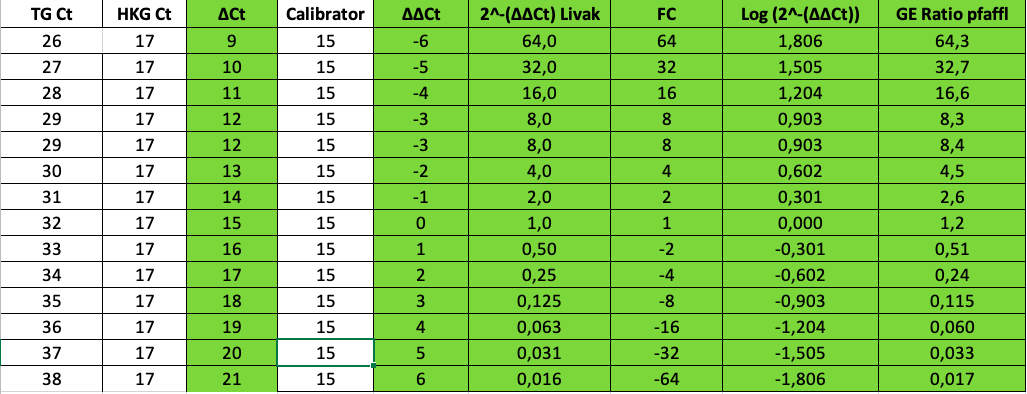 TG Ct HKG Ct ΔCt Calibrator ΔΔCt 2^-(ΔΔCt) Livak FC Log (2^-(ΔΔCt)) GE Ratio pfaffl
26 17 9 15 -6 64,0 64 1,806 64,3
27 17 10 15 -5 32,0 32 1,505 32,7
28 17 11 15 -4 16,0 16 1,204 16,6
29 17 12 15 -3 8,0 8 0,903 8,3
29 17 12 15 -3 8,0 8 0,903 8,4
30 17 13 15 -2 4,0 4 0,602 4,5
31 17 14 15 -1 2,0 2 0,301 2,6
32 17 15 15 0 1,0 1 0,000 1,2
33 17 16 15 1 0,50 -2 -0,301 0,51
34 17 17 15 2 0,25 -4 -0,602 0,24
35 17 18 15 3 0,125 -8 -0,903 0,115
36 17 19 15 4 0,063 -16 -1,204 0,060
37 17 20 15 5 0,031 -32 -1,505 0,033
38 17 21 15 6 0,016 -64 -1,806 0,017